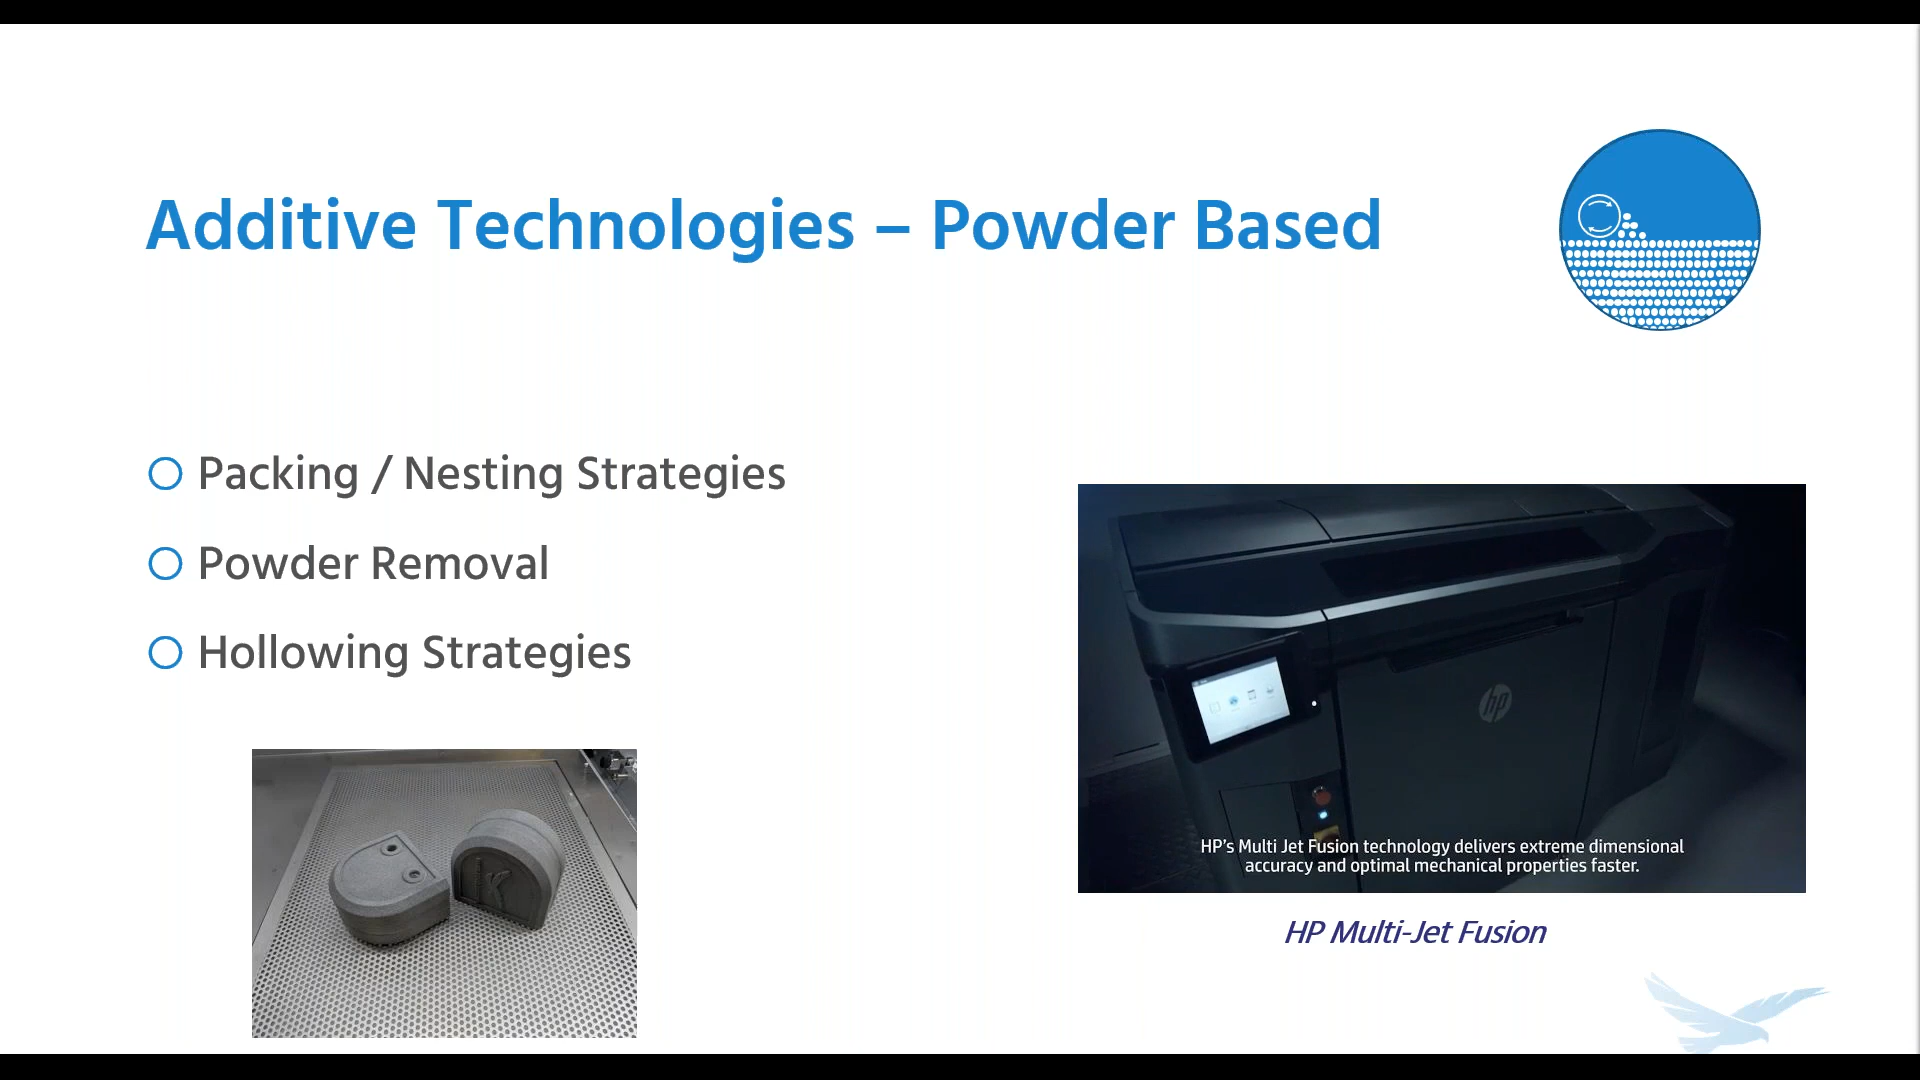 Additive Technologies – Powder Based
Packing / Nesting Strategies
Powder Removal
Hollowing Strategies
hp
HP's Multi Jet Fusion technology delivers extreme dimensional
accuracy and optimal mechanical properties faster.
HP Multi-Jet Fusion
K